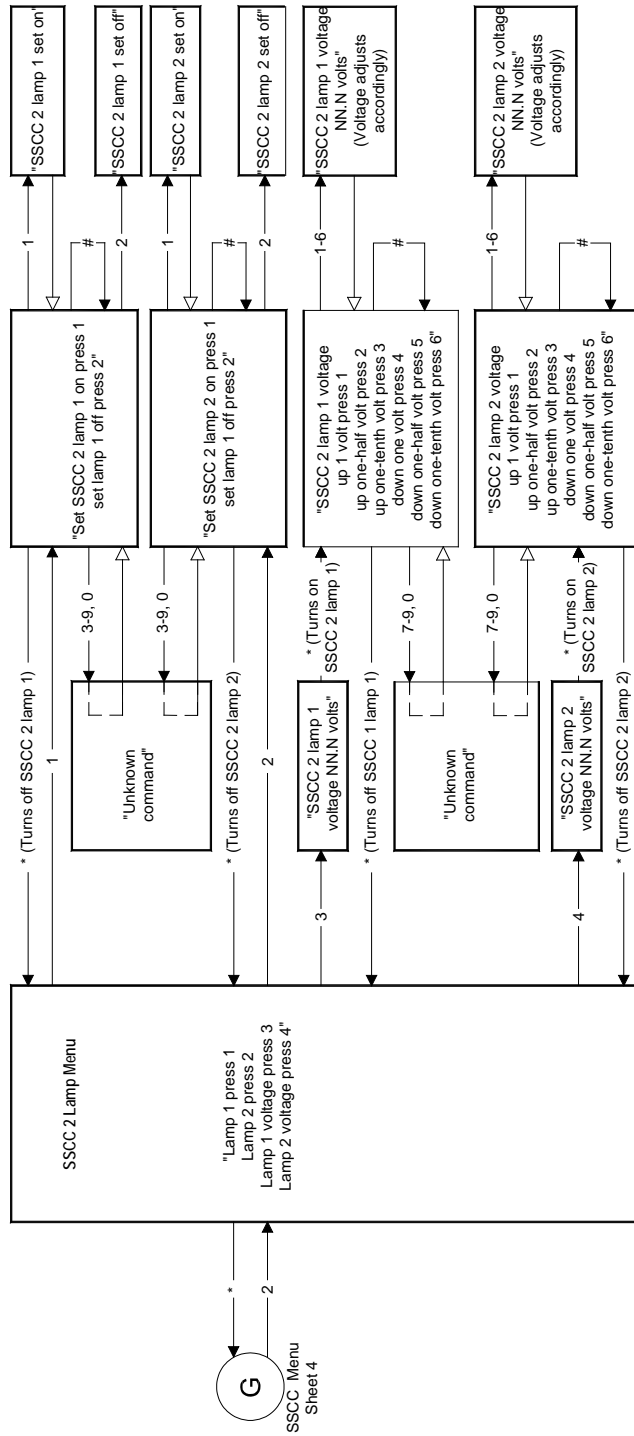 G
SSCC Menu
Sheet 4
*
2
SSCC 2 Lamp Menu
"Lamp 1 press 1
Lamp 2 press 2
Lamp 1 voltage press 3
Lamp 2 voltage press 4"
* (Turns off SSCC 2 lamp 1)
1
3-9, 0
"Unknown
command"
3-9, 0
* (Turns off SSCC 2 lamp 2)
2
3
"SSCC 2 lamp 1
voltage NN.N volts"
* (Turns on
SSCC 2 lamp 1)
* (Turns off SSCC 1 lamp 1)
7-9, 0
"Unknown
command"
7-9, 0
4
"SSCC 2 lamp 2
voltage NN.N volts"
* (Turns on
SSCC 2 lamp 2)
* (Turns off SSCC 2 lamp 2)
"Set SSCC 2 lamp 1 on press 1
set lamp 1 off press 2"
1
#
2
"SSCC 2 lamp 1 set on"
"SSCC 2 lamp 1 set off"
"Set SSCC 2 lamp 2 on press 1
set lamp 1 off press 2"
1
#
2
"SSCC 2 lamp 2 set on"
"SSCC 2 lamp 2 set off"
"SSCC 2 lamp 1 voltage
up 1 volt press 1
up one-half volt press 2
up one-tenth volt press 3
down one volt press 4
down one-half volt press 5
down one-tenth volt press 6"
1-6
#
"SSCC 2 lamp 1 voltage
NN.N volts"
(Voltage adjusts
accordingly)
"SSCC 2 lamp 2 voltage
up 1 volt press 1
up one-half volt press 2
up one-tenth volt press 3
down one volt press 4
down one-half volt press 5
down one-tenth volt press 6"
1-6
#
"SSCC 2 lamp 2 voltage
NN.N volts"
(Voltage adjusts
accordingly)